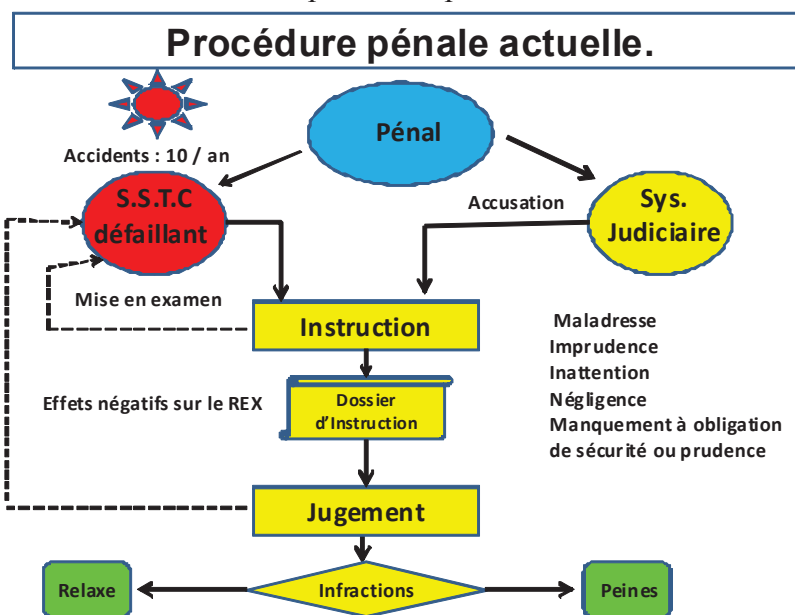 Procédure pénale actuelle.
Pénal
Accidents : 10 / an
S.S.T.C
défaillant
Accusation
Sys.
Judiciaire
Mise en examen
Instruction
Maladresse
Imprudence
Inattention
Négligence
Manquement à obligation
de sécurité ou prudence
Effets négatifs sur le REX
Dossier
d’Instruction
Jugement
Relaxe
Infractions
Peines